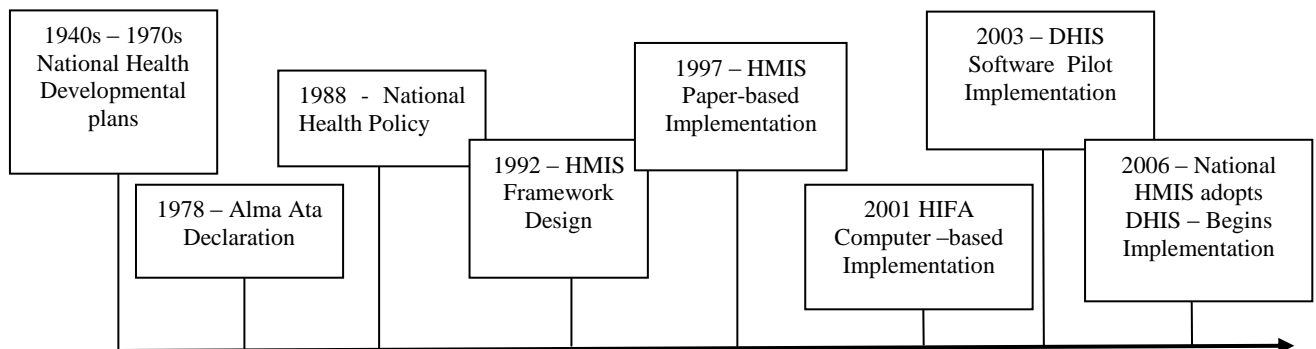 1940s – 1970s
National Health
Developmental
plans
1978 – Alma Ata
Declaration
1988 - National
Health Policy
1992 – HMIS
Framework
Design
1997 – HMIS
Paper-based
Implementation
2001 HIFA
Computer –based
Implementation
2003 – DHIS
Software Pilot
Implementation
2006 – National
HMIS adopts
DHIS – Begins
Implementation